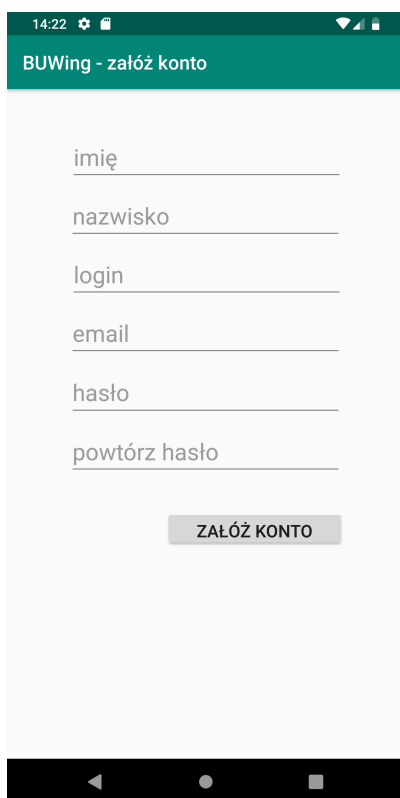 14:22
BUWing - załóż konto
imię
nazwisko
login
email
hasło
powtórz hasło
ZAŁÓŻ KONTO